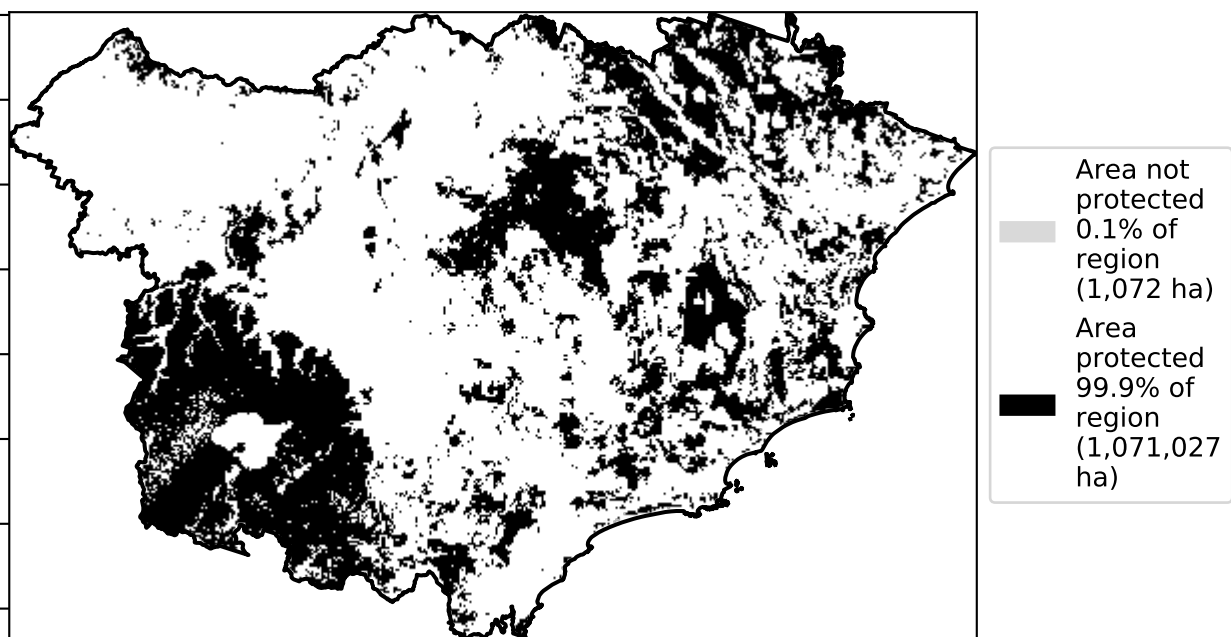 Area not
protected
0.1% of
region
(1,072 ha)
Area
protected
99.9% of
region
(1,071,027
ha)